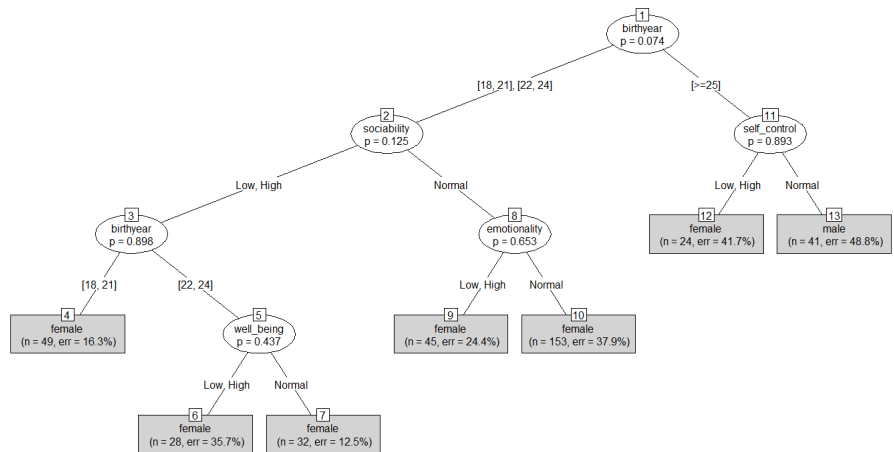 1
birthyear
p = 0.074
[18, 21], [22, 24]
[>=25]
2
sociability
p = 0.125
11
self_control
p = 0.893
Low, High
Normal
Low, High
Normal
3
birthyear
p = 0.898
8
emotionality
p = 0.653
12
female
(n = 24, err = 41.7%)
13
male
(n = 41, err = 48.8%)
[18, 21]
[22, 24]
Low, High
Normal
4
female
(n = 49, err = 16.3%)
5
well_being
p = 0.437
9
female
(n = 45, err = 24.4%)
10
female
(n = 153, err = 37.9%)
Low, High
Normal
6
female
(n = 28, err = 35.7%)
7
female
(n = 32, err = 12.5%)